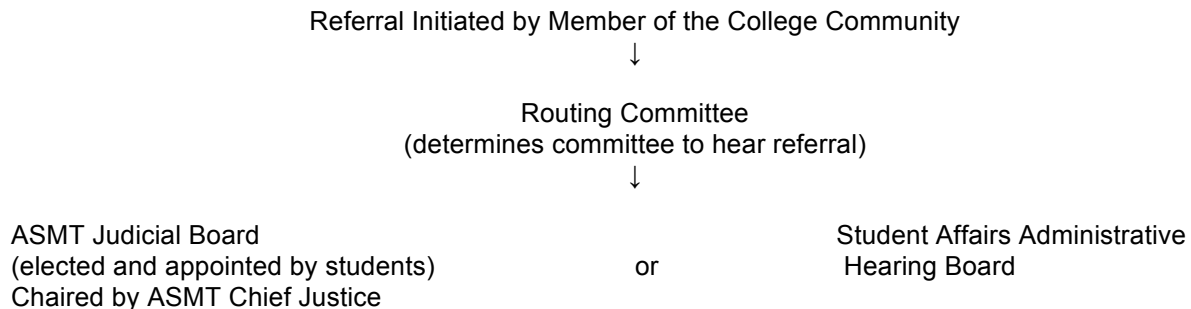 Referral Initiated by Member of the College Community
↓
Routing Committee
(determines committee to hear referral)
↓
ASMT Judicial Board
(elected and appointed by students)
Chaired by ASMT Chief Justice
or
Student Affairs Administrative
Hearing Board